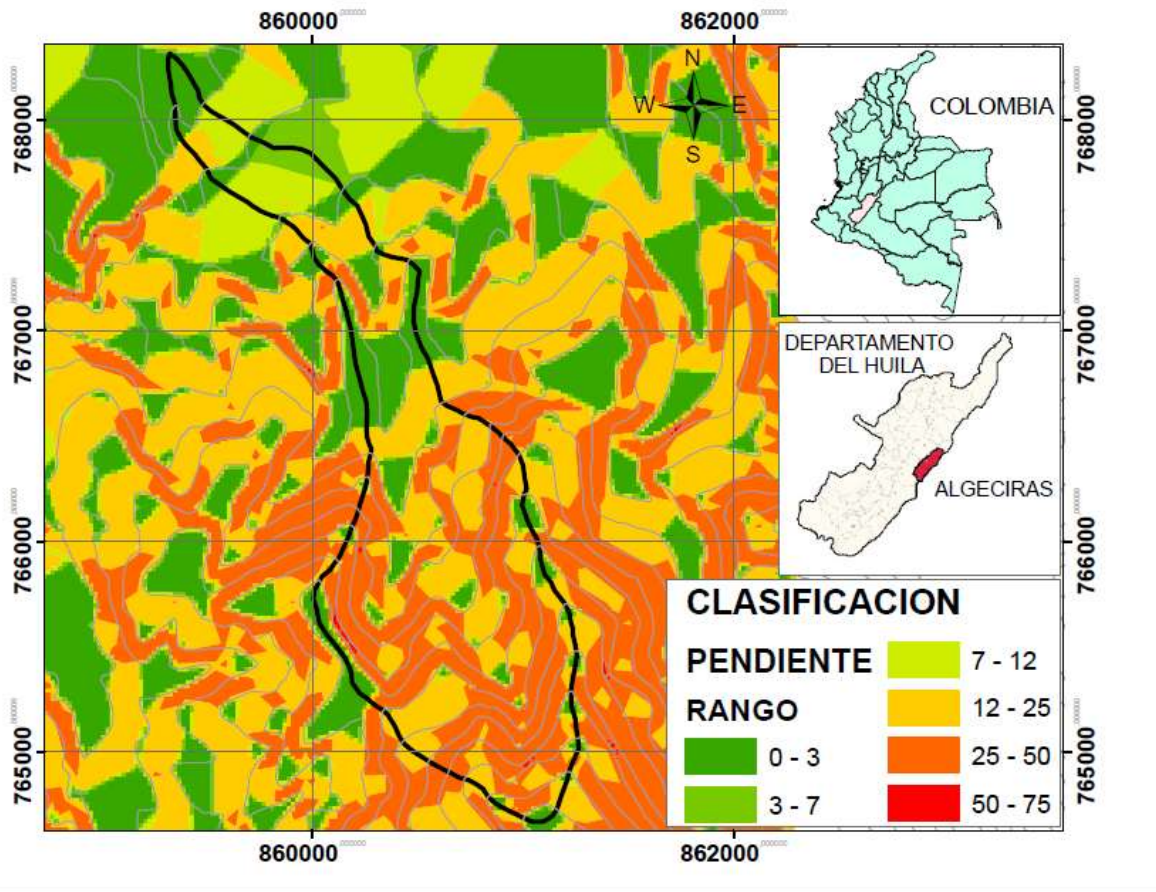 860000
862000
N
W E
S
COLOMBIA
768000
768000
767000
767000
DEPARTAMENTO
DEL HUILA
ALGECIRAS
766000
766000
CLASIFICACION
PENDIENTE
7 - 12
RANGO
12 - 25
0 - 3
25 - 50
3 - 7
50 - 75
765000
765000
860000
862000